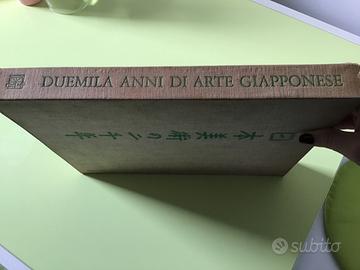 DUEMILA ANNI DI ARTE GIAPPONESE
日本美術の二千年
subito